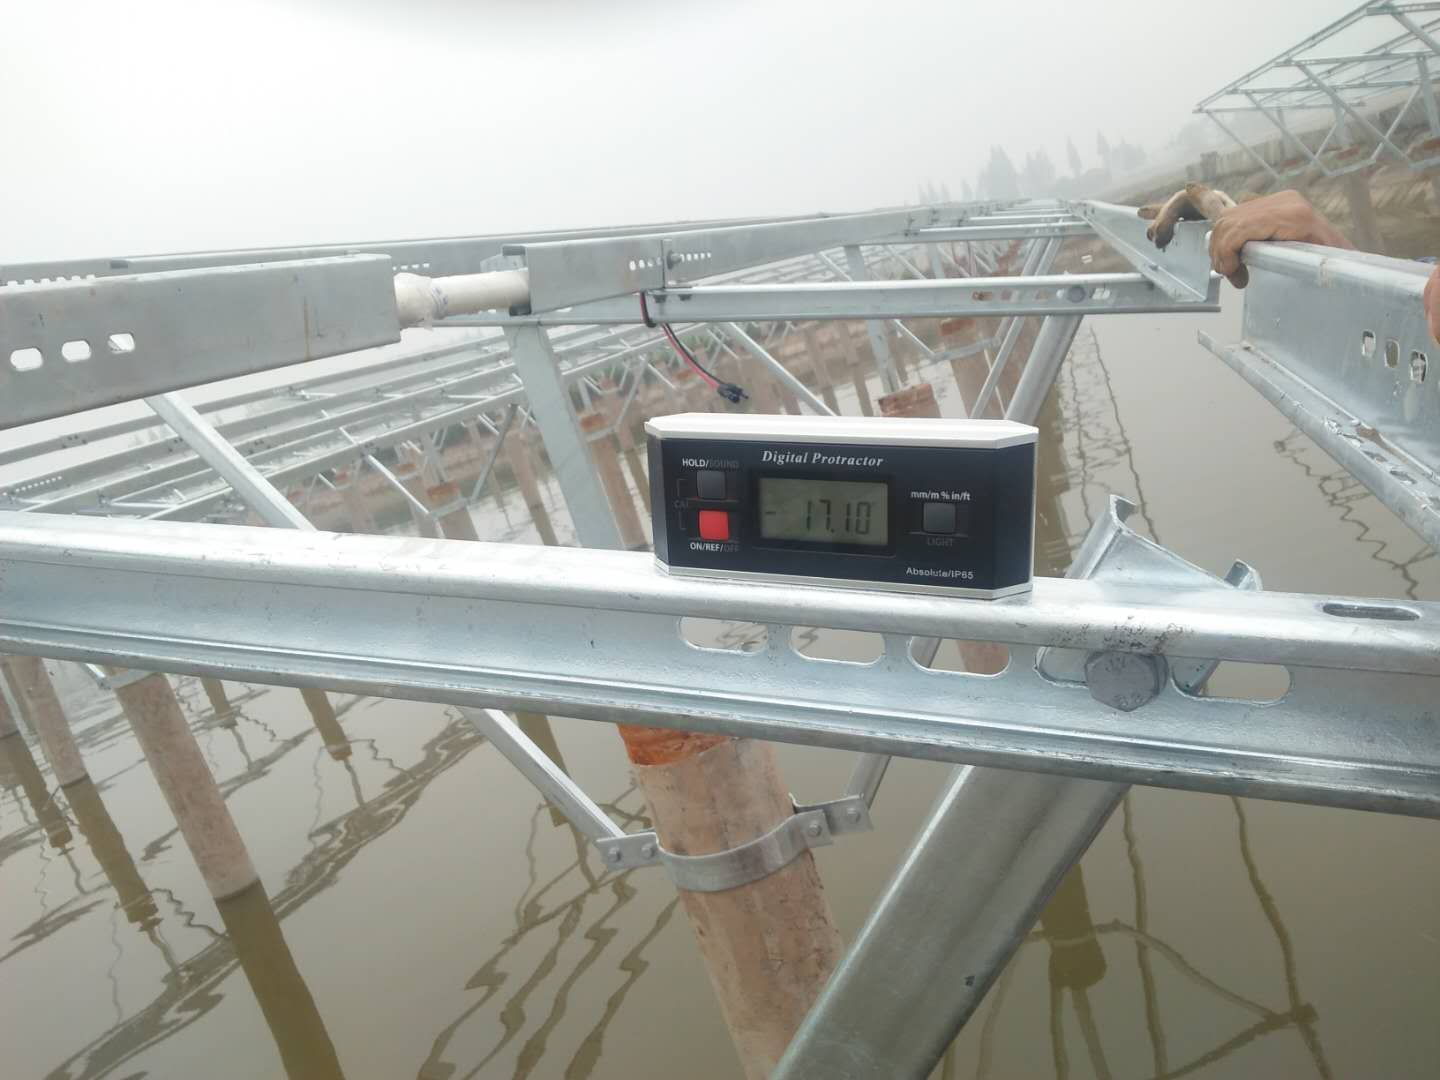 Digital Protractor
HOLD/SOUND
mm/m % in/ft
CAL
- 17.10
LIGHT
ON/REF/OFF
Absolute/IP65